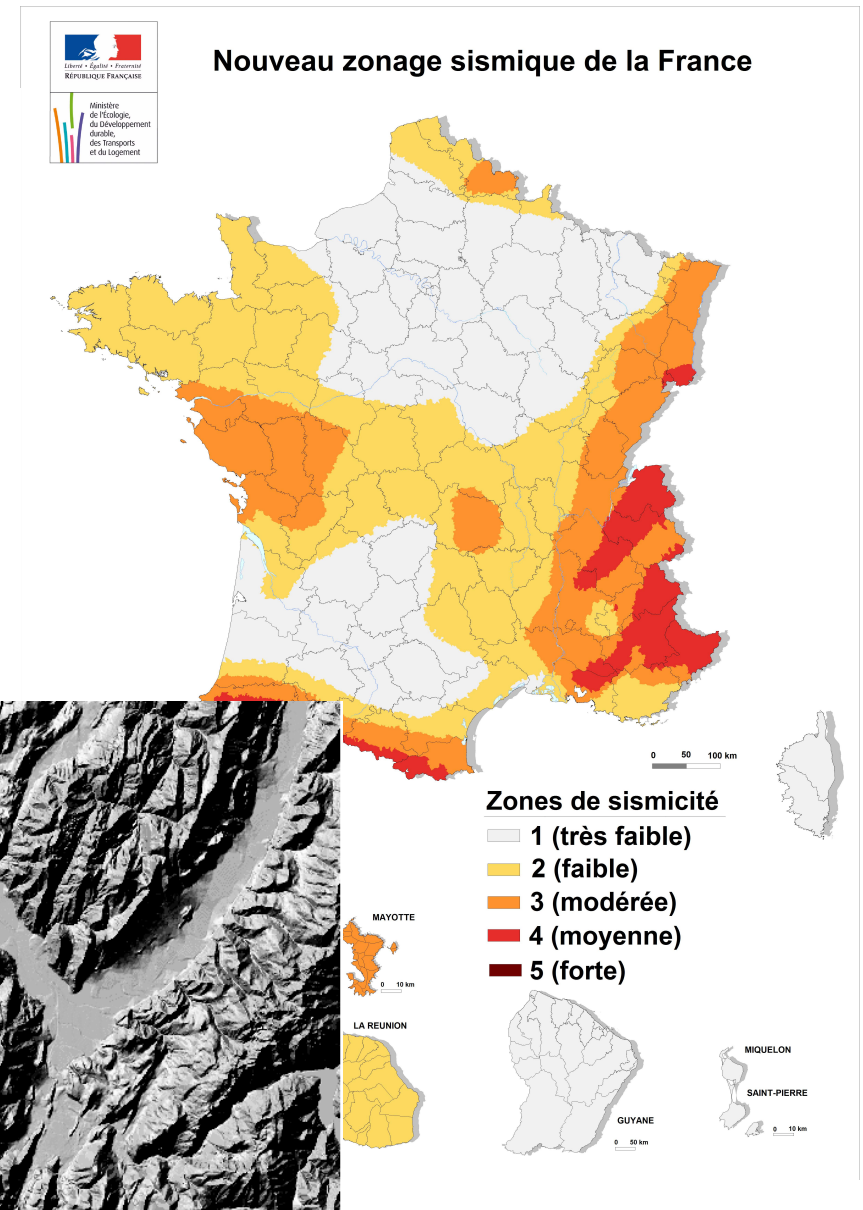 Nouveau zonage sismique de la France
Liberté • Égalité • Fraternité
RÉPUBLIQUE FRANÇAISE
Ministère
de l'Écologie,
du Développement
durable,
des Transports
et du Logement
0 50 100 km
Zones de sismicité
1 (très faible)
2 (faible)
3 (modérée)
4 (moyenne)
5 (forte)
MAYOTTE
0 10 km
LA REUNION
GUYANE
0 50 km
MIQUELON
SAINT-PIERRE
0 10 km